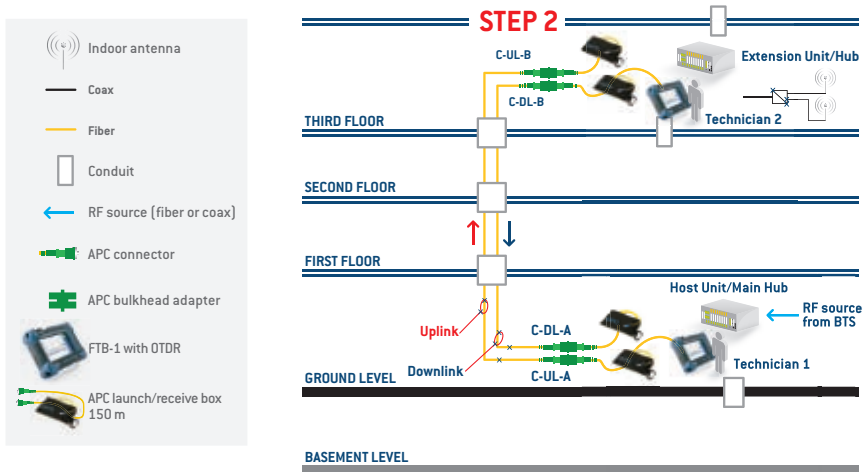 Indoor antenna
Coax
Fiber
Conduit
RF source (fiber or coax)
APC connector
APC bulkhead adapter
FTB-1 with OTDR
APC launch/receive box
150 m
STEP 2
C-UL-B
C-DL-B
Extension Unit/Hub
Technician 2
THIRD FLOOR
SECOND FLOOR
FIRST FLOOR
Host Unit/Main Hub
RF source
from BTS
Uplink
C-DL-A
Downlink
C-UL-A
Technician 1
GROUND LEVEL
BASEMENT LEVEL